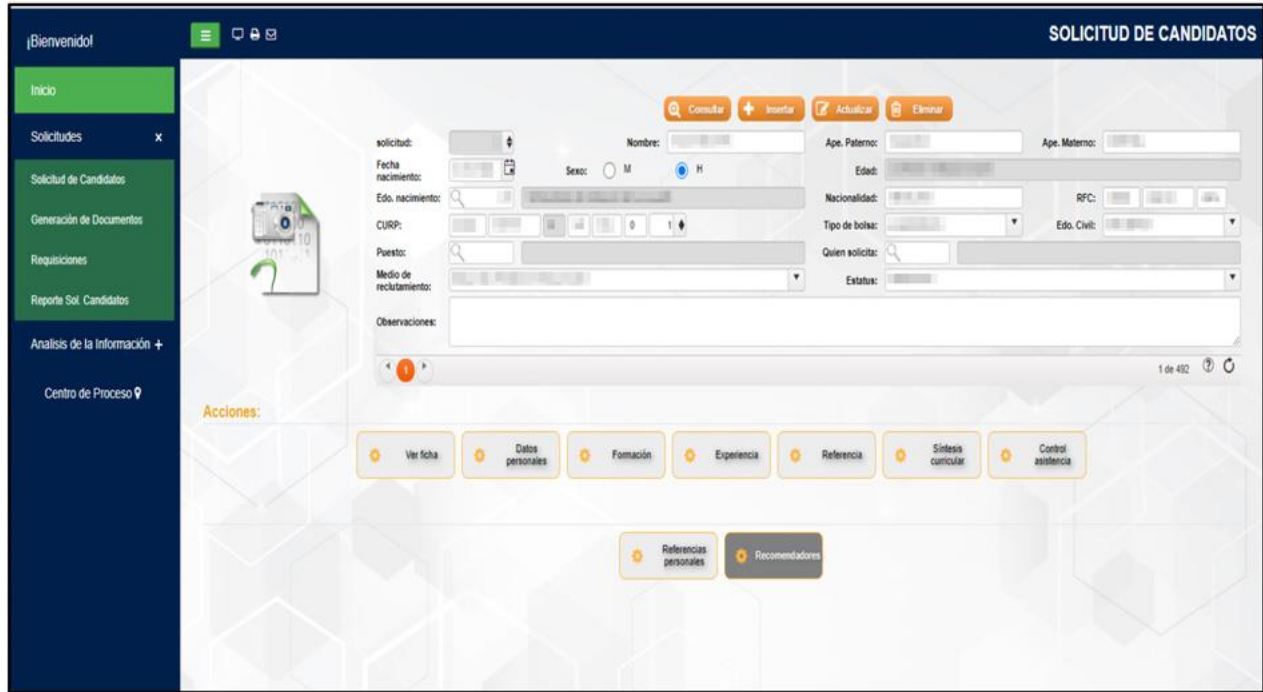 ¡Bienvenido!
SOLICITUD DE CANDIDATOS
Inicio
Solicitudes x
Solicitud de Candidatos
Generación de Documentos
Requisiciones
Reporte Sol. Candidatos
Analisis de la Información +
Centro de Proceso
Consultar Insertar Actualizar Eliminar
solicitud: Nombre: Ape. Paterno: Ape. Materno:
Fecha
nacimiento: Sexo: M H Edad:
Edo. nacimiento: Nacionalidad: RFC:
CURP: 0 1 Tipo de bolsa: Edo. Civil:
Puesto: Quien solicita:
Medio de
reclutamiento: Estatus:
Observaciones:
1 1 de 492
Acciones:
Ver ficha
Datos
personales
Formación
Experiencia
Referencia
Síntesis
curricular
Control
asistencia
Referencias
personales
Recomendadores